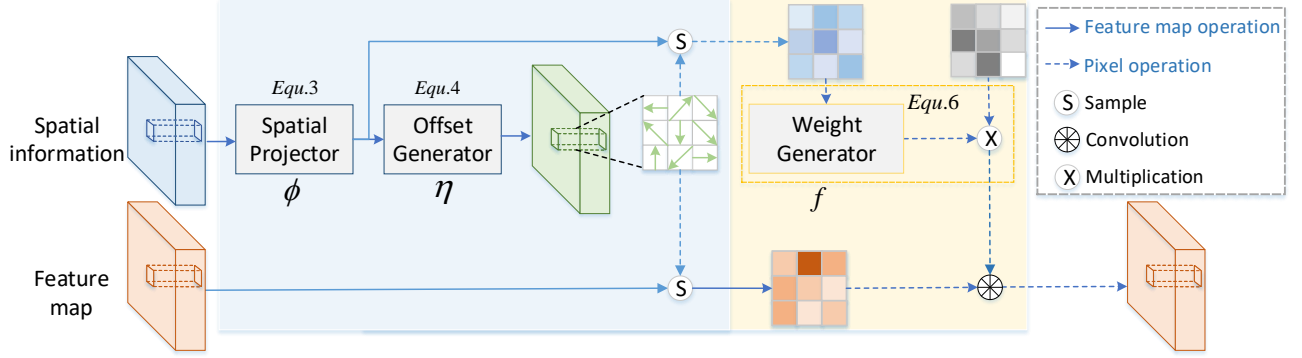 Spatial
information
Equ.3
Spatial
Projector
ϕ
Equ.4
Offset
Generator
η
S
Equ.6
Weight
Generator
f
X
Feature
map
S
Feature map operation
Pixel operation
S Sample
Convolution
X Multiplication